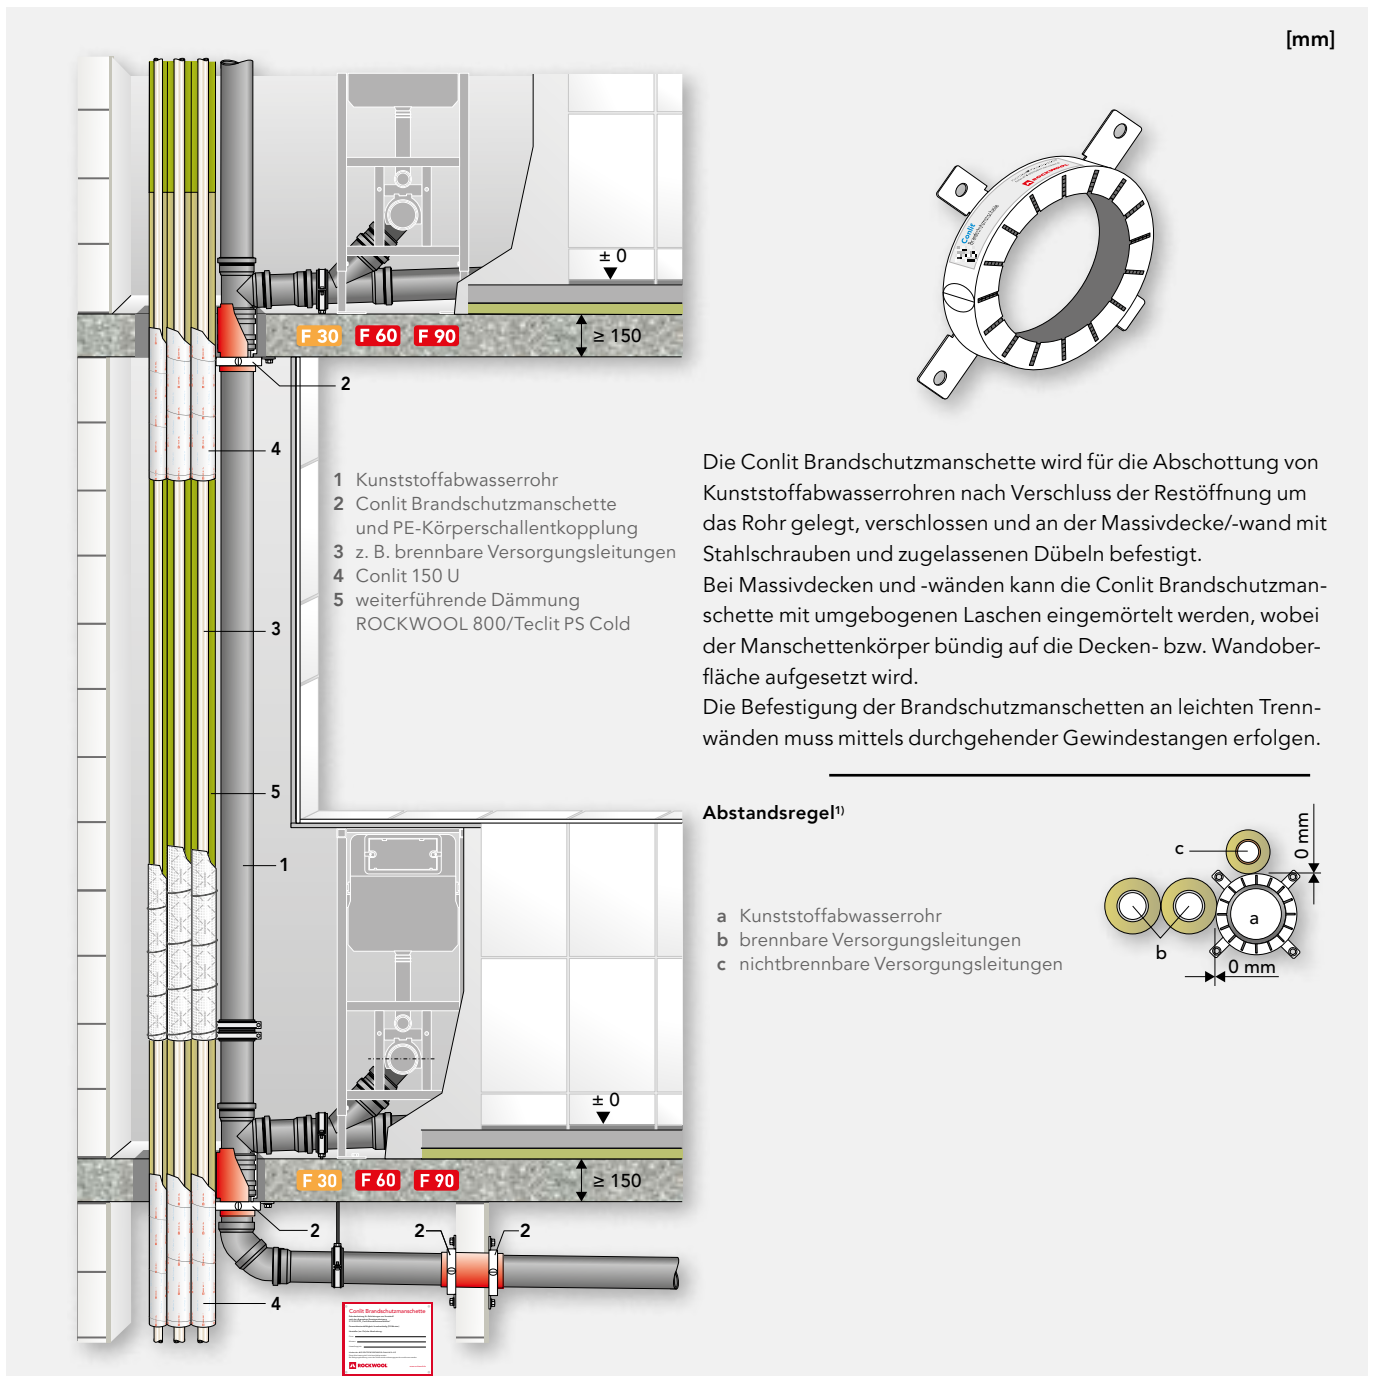 [mm]
ROCKWOOL
Conlit
Brandschutzmanschette
± 0
F 30 F 60 F 90
≥ 150
2
4
1 Kunststoffabwasserrohr
2 Conlit Brandschutzmanschette
und PE-Körperschallentkopplung
3 z. B. brennbare Versorgungsleitungen
4 Conlit 150 U
5 weiterführende Dämmung
ROCKWOOL 800/Teclit PS Cold
3
5
1
± 0
F 30 F 60 F 90
≥ 150
2 2 2
4
Conlit Brandschutzmanschette
ROCKWOOL
Die Conlit Brandschutzmanschette wird für die Abschottung von
Kunststoffabwasserrohren nach Verschluss der Restöffnung um
das Rohr gelegt, verschlossen und an der Massivdecke/-wand mit
Stahlschrauben und zugelassenen Dübeln befestigt.
Bei Massivdecken und -wänden kann die Conlit Brandschutzman-
schette mit umgebogenen Laschen eingemörtelt werden, wobei
der Manschettenkörper bündig auf die Decken- bzw. Wandober-
fläche aufgesetzt wird.
Die Befestigung der Brandschutzmanschetten an leichten Trenn-
wänden muss mittels durchgehender Gewindestangen erfolgen.
Abstandsregel1)
a Kunststoffabwasserrohr
b brennbare Versorgungsleitungen
c nichtbrennbare Versorgungsleitungen
c
0 mm
a
b
0 mm